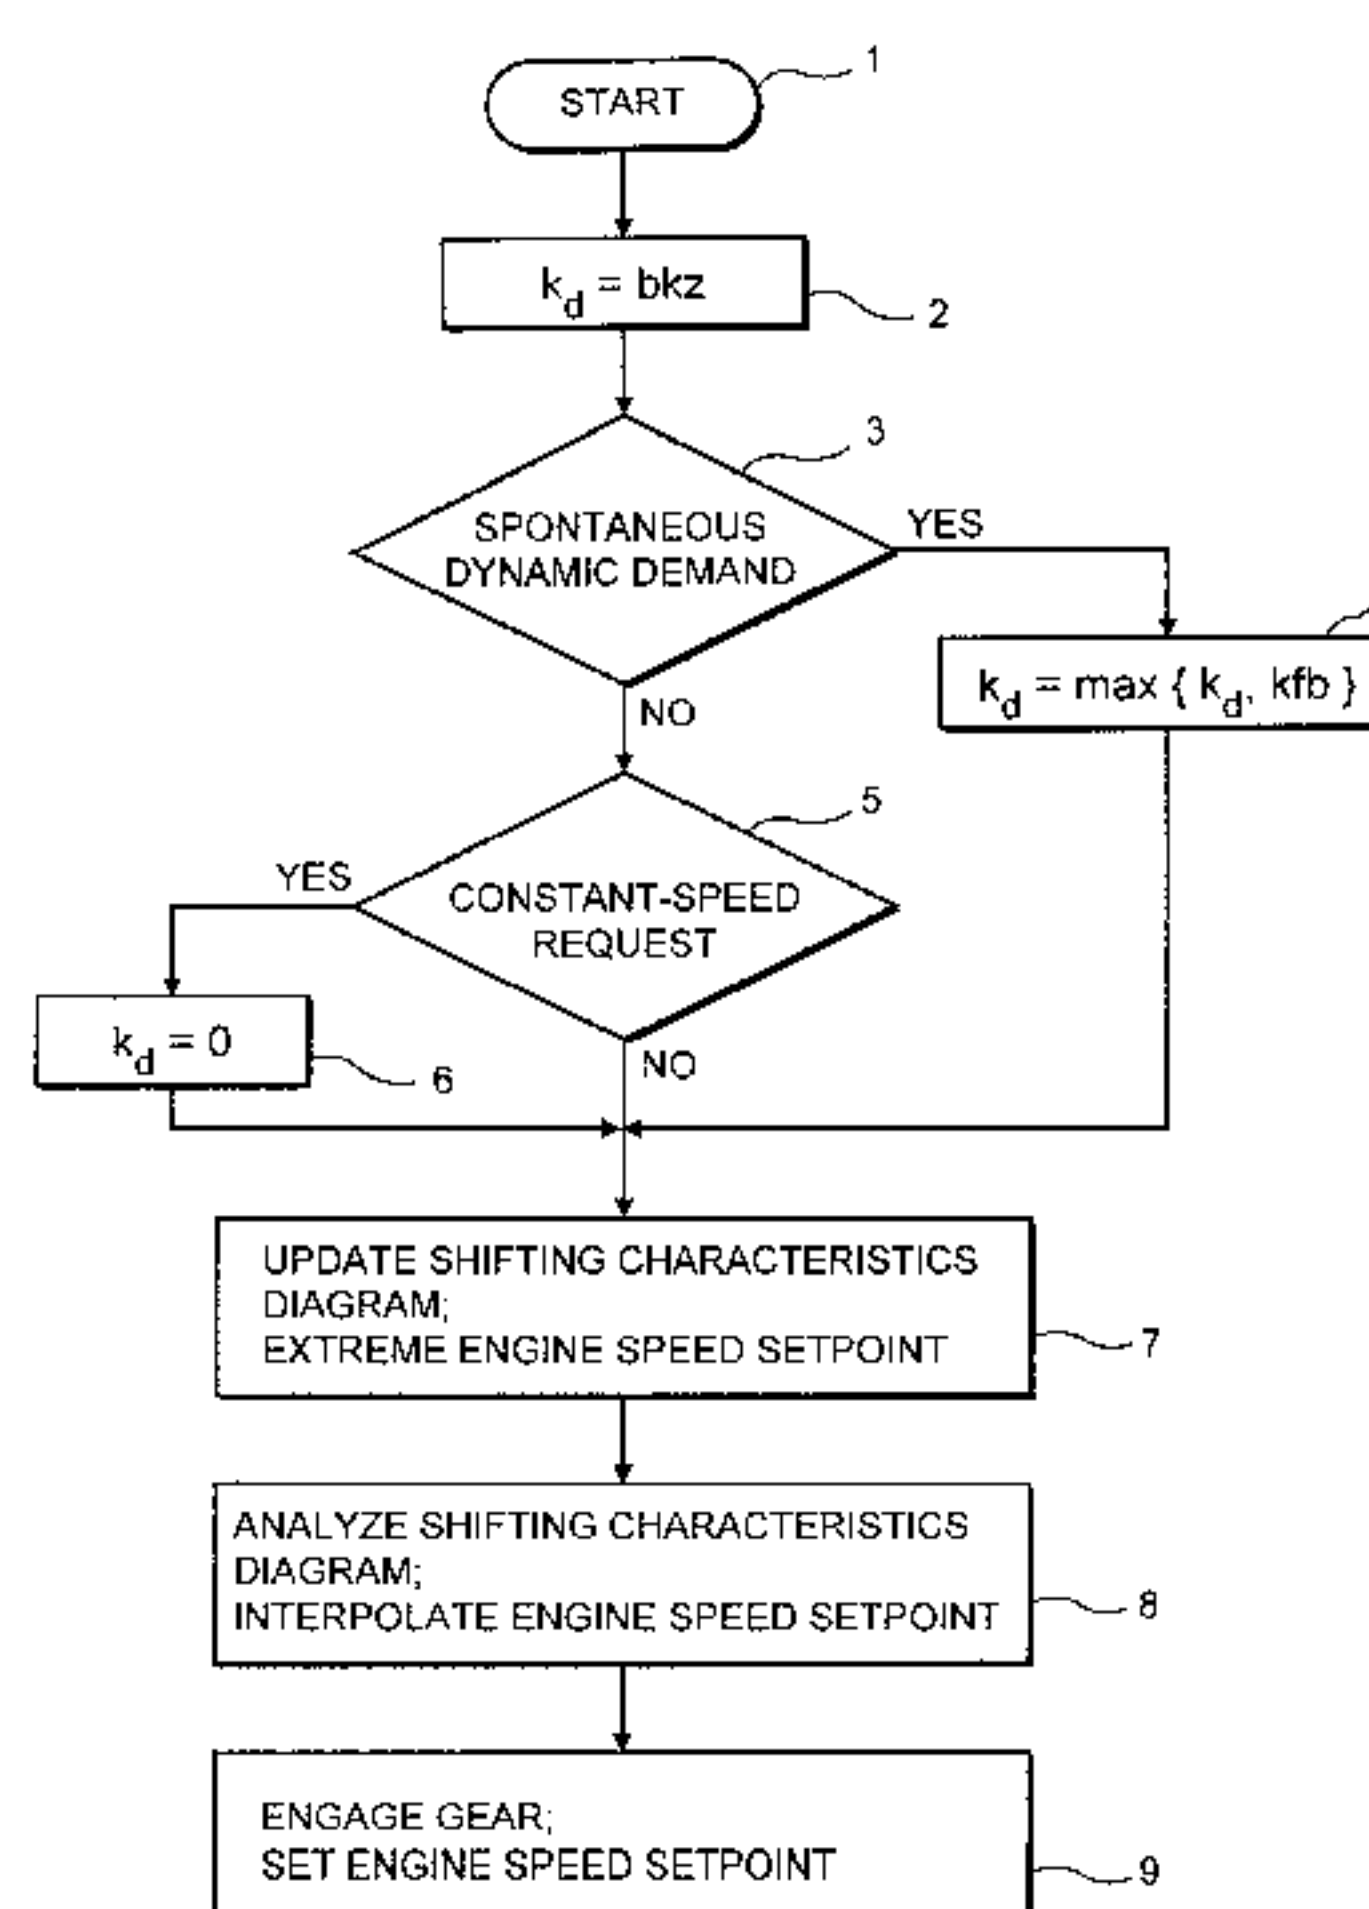 START
1
k_d = bkz
2
3
SPONTANEOUS
DYNAMIC DEMAND
YES
k_d = max { k_d, kfb }
NO
5
YES
CONSTANT-SPEED
REQUEST
k_d = 0
6
NO
UPDATE SHIFTING CHARACTERISTICS
DIAGRAM;
EXTREME ENGINE SPEED SETPOINT
7
ANALYZE SHIFTING CHARACTERISTICS
DIAGRAM;
INTERPOLATE ENGINE SPEED SETPOINT
8
ENGAGE GEAR;
SET ENGINE SPEED SETPOINT
9